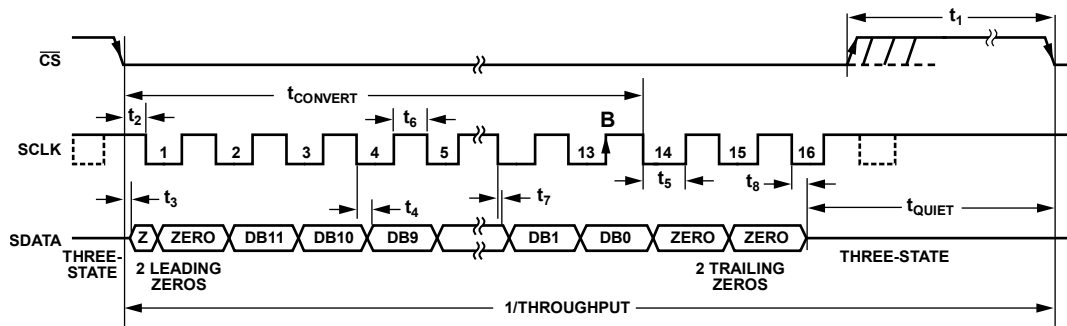 t1
CS
tCONVERT
t2 t6 B
SCLK 1 2 3 4 5 13 14 15 16
t3 t4 t7 t5 t8 tQUIET
SDATA Z ZERO DB11 DB10 DB9 DB1 DB0 ZERO ZERO
THREE-STATE 2 LEADING ZEROS 2 TRAILING ZEROS THREE-STATE
1/THROUGHPUT